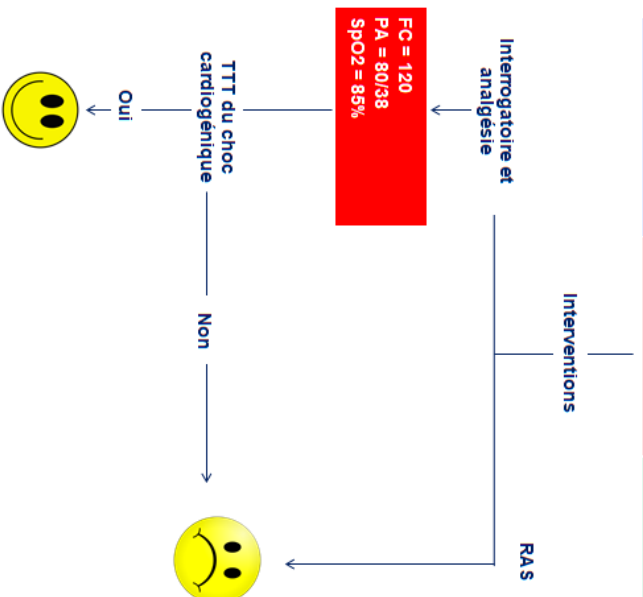 Interventions
Interrogatoire et
analgésie
RAS
FC = 120
PA = 80/38
SpO2 = 85%
TTT du choc
cardiogénique
Non
Oui